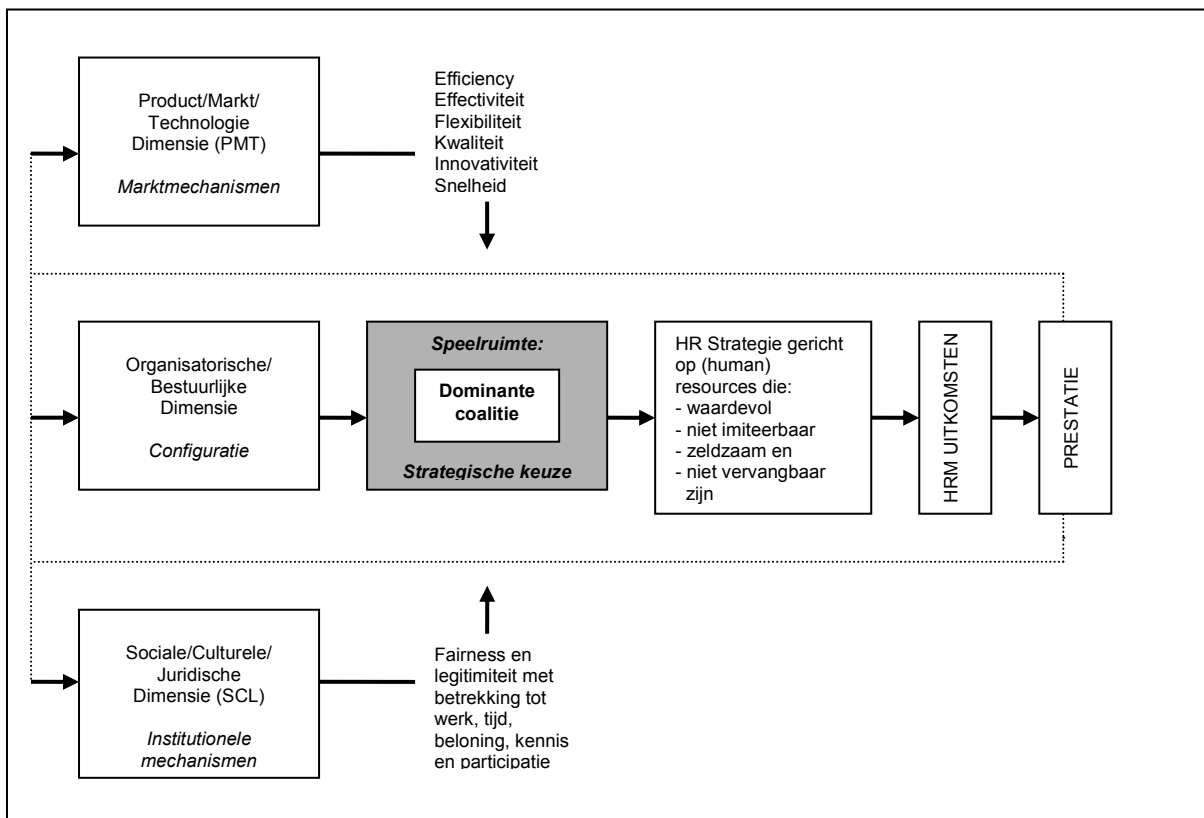 Product/Markt/
Technologie
Dimensie (PMT)
Marktmechanismen
Efficiency
Effectiviteit
Flexibiliteit
Kwaliteit
Innovativiteit
Snelheid
Organisatorische/
Bestuurlijke
Dimensie
Configuratie
Speelruimte:
Dominante
coalitie
Strategische keuze
HR Strategie gericht
op (human)
resources die:
- waardevol
- niet imiteerbaar
- zeldzaam en
- niet vervangbaar
zijn
HRM UITKOMSTEN
PRESTATIE
Sociale/Culturele/
Juridische
Dimensie (SCL)
Institutionele
mechanismen
Fairness en
legitimiteit met
betrekking tot
werk, tijd,
beloning, kennis
en participatie